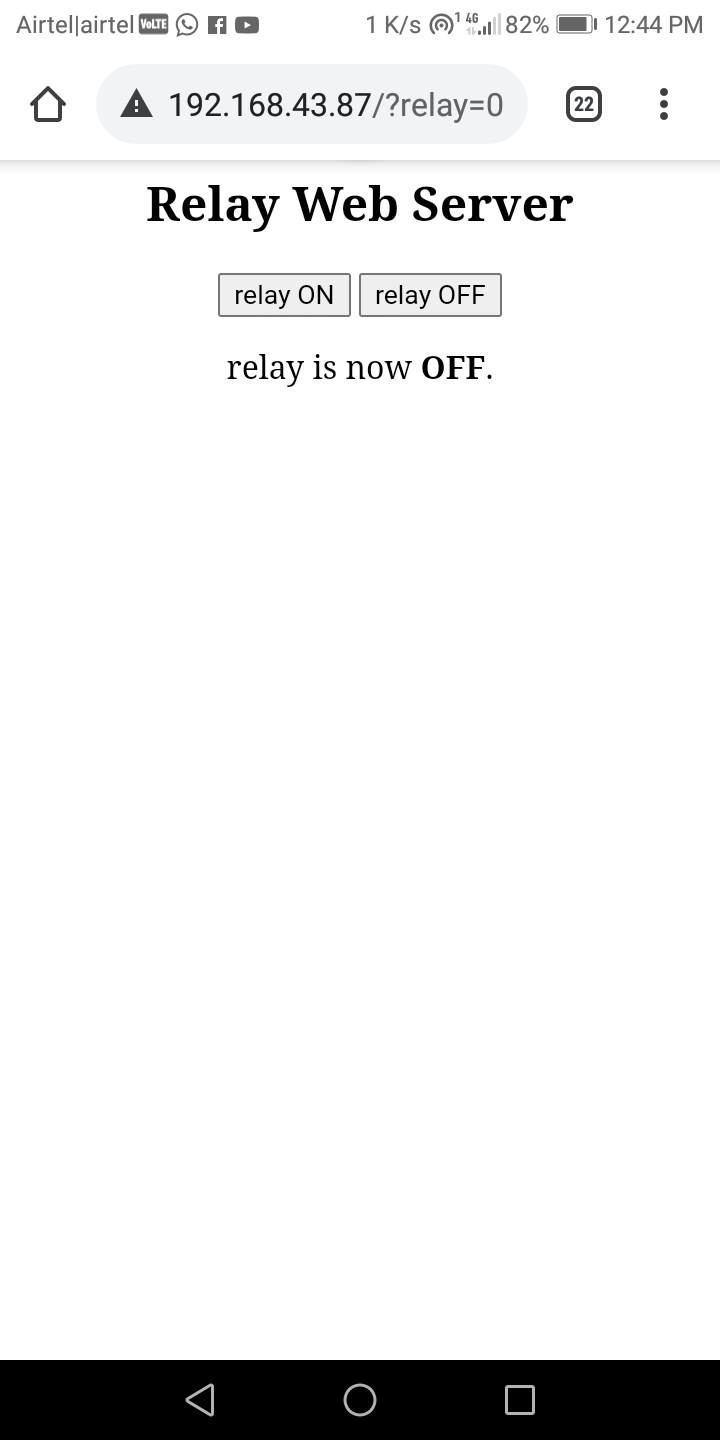 Airtel|airtel VoLTE 1 K/s 1 4G 82% 12:44 PM
192.168.43.87/?relay=0 22
Relay Web Server
relay ON relay OFF
relay is now OFF.